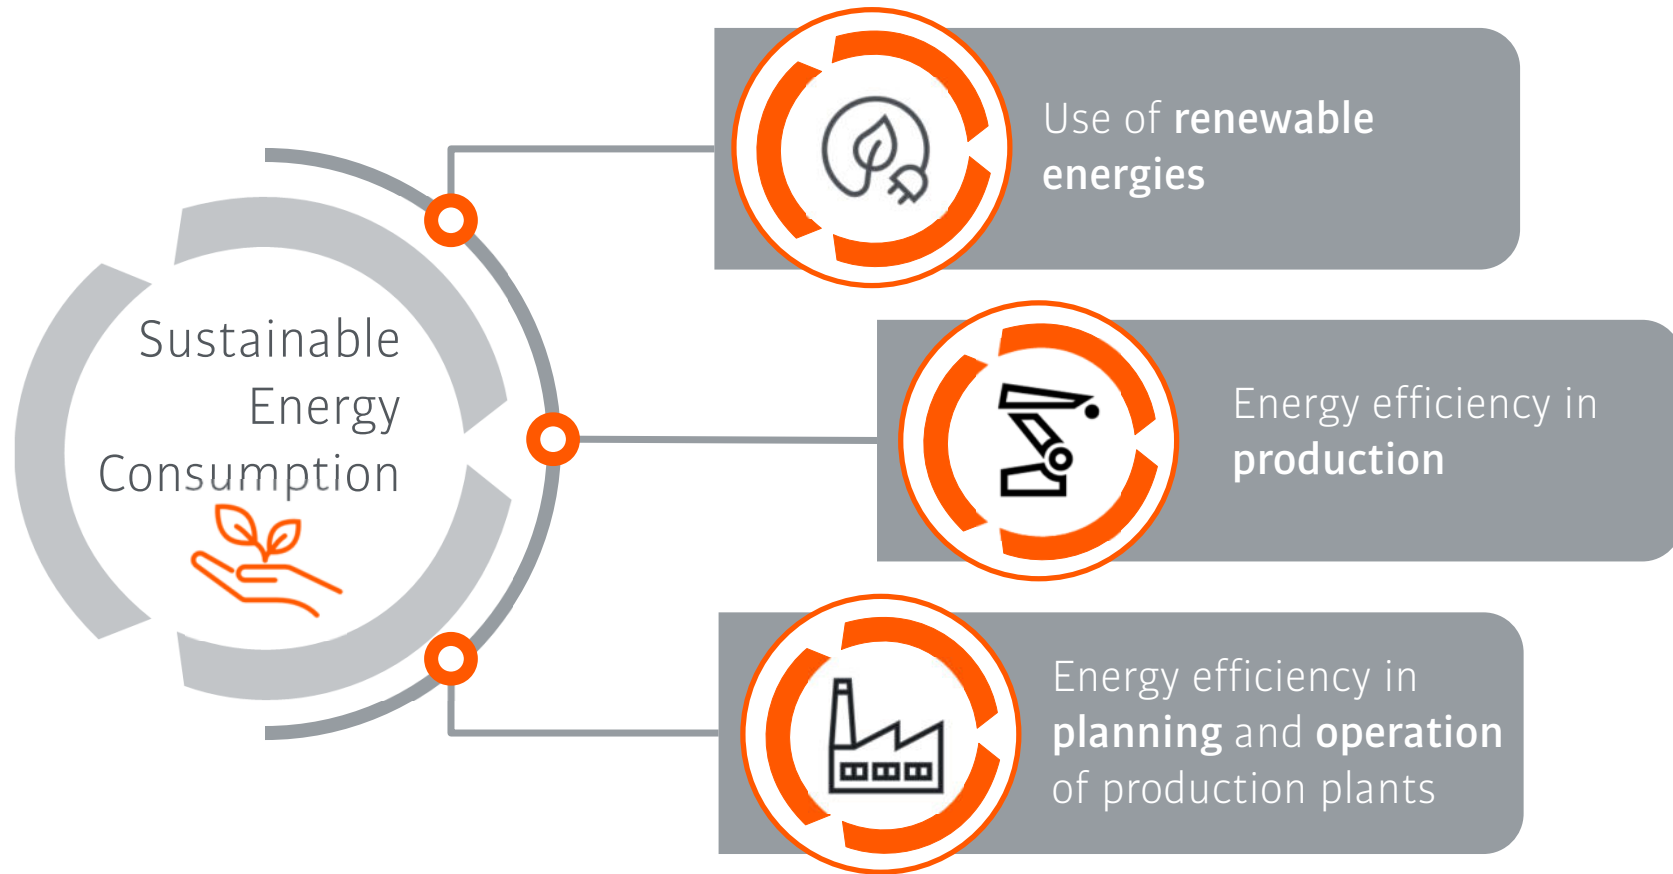 Sustainable
Energy
Consumption
Use of renewable
energies
Energy efficiency in
production
Energy efficiency in
planning and operation
of production plants